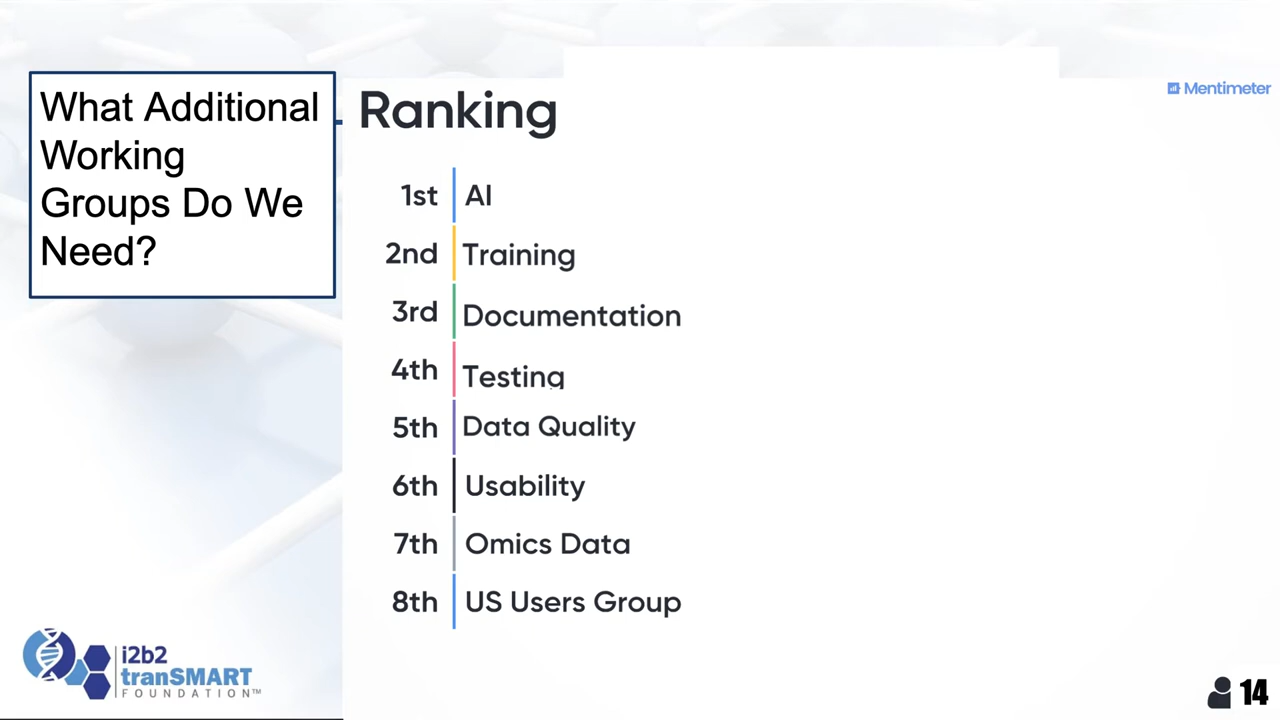 What Additional
Working
Groups Do We
Need?
Mentimeter
Ranking
1st AI
2nd Training
3rd Documentation
4th Testing
5th Data Quality
6th Usability
7th Omics Data
8th US Users Group
i2b2
tranSMART
FOUNDATION™
14